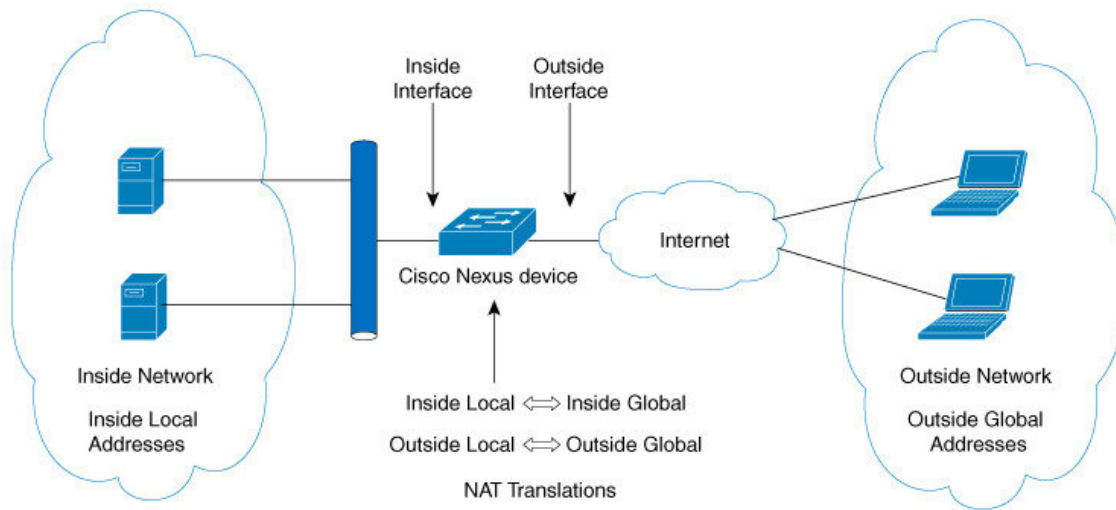 Inside
Interface
Outside
Interface
Internet
Cisco Nexus device
Inside Network
Inside Local
Addresses
Outside Network
Outside Global
Addresses
Inside Local ⇔ Inside Global
Outside Local ⇔ Outside Global
NAT Translations